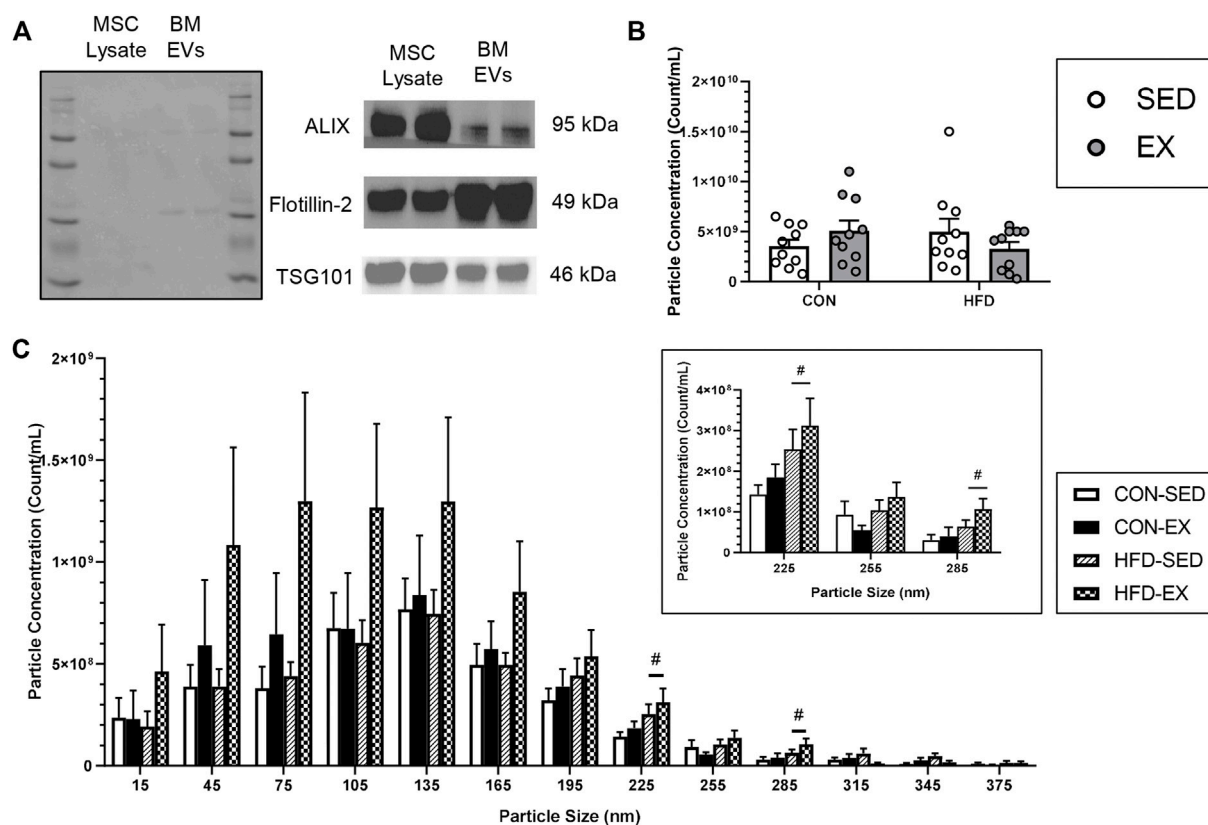 A
MSC
Lysate
BM
EVs
MSC
Lysate
BM
EVs
ALIX
95 kDa
Flotillin-2
49 kDa
TSG101
46 kDa
B
Particle Concentration (Count/mL)
2×10¹⁰
1.5×10¹⁰
1×10¹⁰
5×10⁹
0
CON
HFD
SED
EX
C
Particle Concentration (Count/mL)
2×10⁹
1.5×10⁹
1×10⁹
5×10⁸
0
# #
15 45 75 105 135 165 195 225 255 285 315 345 375
Particle Size (nm)
Particle Concentration (Count/mL)
4×10⁸
3×10⁸
2×10⁸
1×10⁸
0
# #
225 255 285
Particle Size (nm)
CON-SED
CON-EX
HFD-SED
HFD-EX